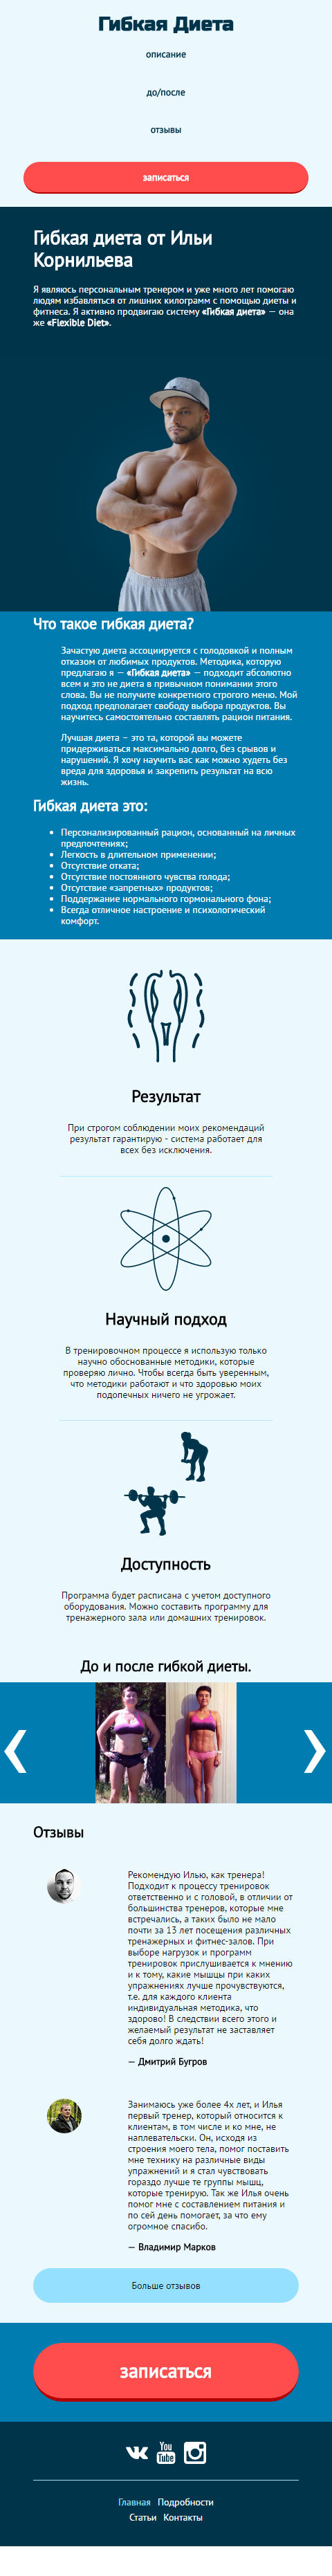 Гибкая Диета
описание
до/после
отзывы
записаться
Гибкая диета от Ильи
Корнильева
Я являюсь персональным тренером и уже много лет помогаю
людям избавляться от лишних килограмм с помощью диеты и
фитнеса. Я активно продвигаю систему «Гибкая диета» — она
же «Flexible Diet».
Что такое гибкая диета?
Зачастую диета ассоциируется с голодовкой и полным
отказом от любимых продуктов. Методика, которую
предлагаю я — «Гибкая диета» — подходит абсолютно
всем и это не диета в привычном понимании этого
слова. Вы не получите конкретного строгого меню. Мой
подход предполагает свободу выбора продуктов. Вы
научитесь самостоятельно составлять рацион питания.
Лучшая диета – это та, которой вы можете
придерживаться максимально долго, без срывов и
нарушений. Я хочу научить вас как можно худеть без
вреда для здоровья и закрепить результат на всю
жизнь.
Гибкая диета это:
Персонализированный рацион, основанный на личных
предпочтениях;
Легкость в длительном применении;
Отсутствие отката;
Отсутствие постоянного чувства голода;
Отсутствие «запретных» продуктов;
Поддержание нормального гормонального фона;
Всегда отличное настроение и психологический
комфорт.
Результат
При строгом соблюдении моих рекомендаций
результат гарантирую - система работает для
всех без исключения.
Научный подход
В тренировочном процессе я использую только
научно обоснованные методики, которые
проверяю лично. Чтобы всегда быть уверенным,
что методики работают и что здоровью моих
подопечных ничего не угрожает.
Доступность
Программа будет расписана с учетом доступного
оборудования. Можно составить программу для
тренажерного зала или домашних тренировок.
До и после гибкой диеты.
Отзывы
Рекомендую Илью, как тренера!
Подходит к процессу тренировок
ответственно и с головой, в отличии от
большинства тренеров, которые мне
встречались, а таких было не мало
почти за 13 лет посещения различных
тренажерных и фитнес-залов. При
выборе нагрузок и программ
тренировок прислушивается к мнению
и к тому, какие мышцы при каких
упражнениях лучше прочувствуются,
т.е. для каждого клиента
индивидуальная методика, что
здорово! В следствии всего этого и
желаемый результат не заставляет
себя долго ждать!
— Дмитрий Бугров
Занимаюсь уже более 4х лет, и Илья
первый тренер, который относится к
клиентам, в том числе и ко мне, не
наплевательски. Он, исходя из
строения моего тела, помог поставить
мне технику на различные виды
упражнений и я стал чувствовать
гораздо лучше те группы мышц,
которые тренирую. Так же Илья очень
помог мне с составлением питания и
по сей день помогает, за что ему
огромное спасибо.
— Владимир Марков
Больше отзывов
записаться
You
Tube
Главная Подробности
Статьи Контакты